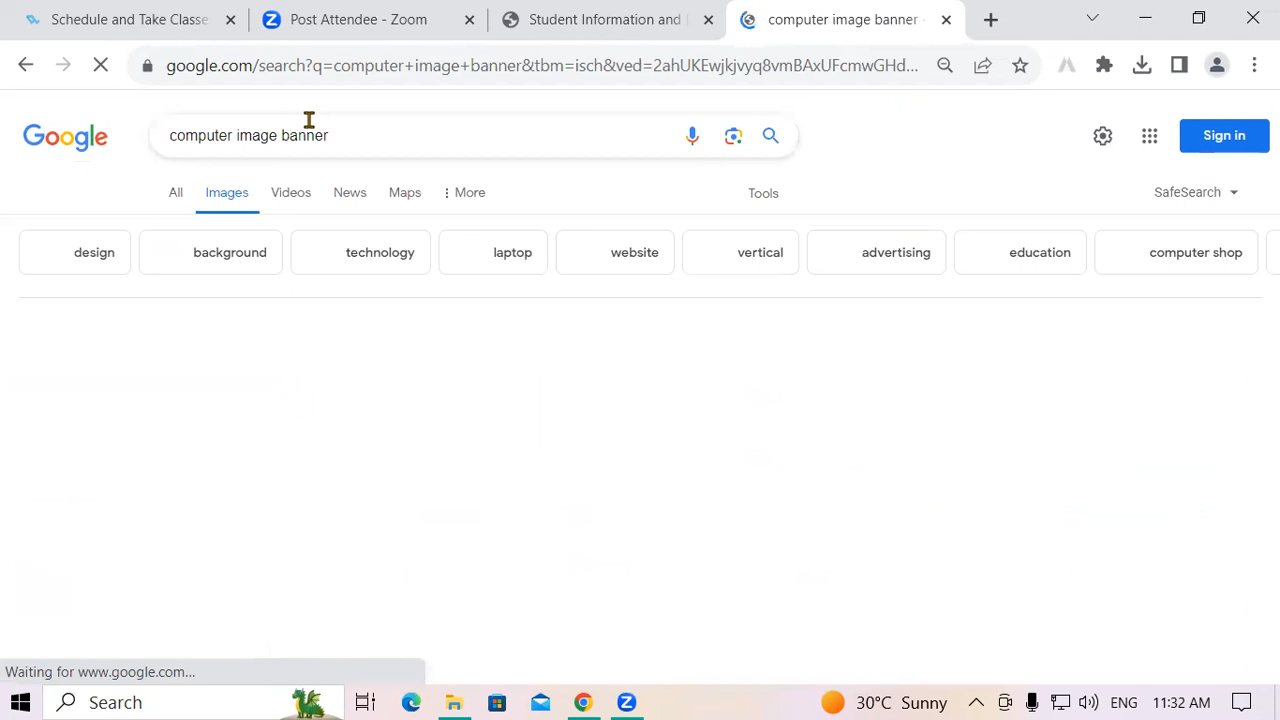 Schedule and Take Classe
Post Attendee - Zoom
Student Information and
computer image banner
google.com/search?q=computer+image+banner&tbm=isch&ved=2ahUKEwjkjvyq8vmBAxUFcmwGHd...
Google
computer image banner
Sign in
All Images Videos News Maps More Tools SafeSearch
design background technology laptop website vertical advertising education computer shop
Waiting for www.google.com...
Search
30°C Sunny ENG 11:32 AM